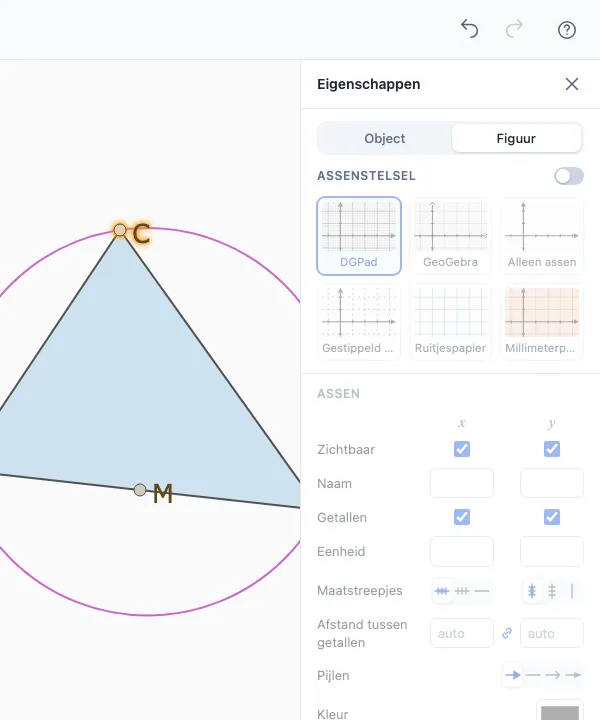 Eigenschappen
Object
Figuur
ASSENSTELSEL
DGPad
GeoGebra
Alleen assen
Gestippeld ...
Ruitjespapier
Millimeterp...
ASSEN
x
y
Zichtbaar
Naam
Getallen
Eenheid
Maatstreepjes
Afstand tussen
getallen
auto
auto
Pijlen
Kleur
C
M